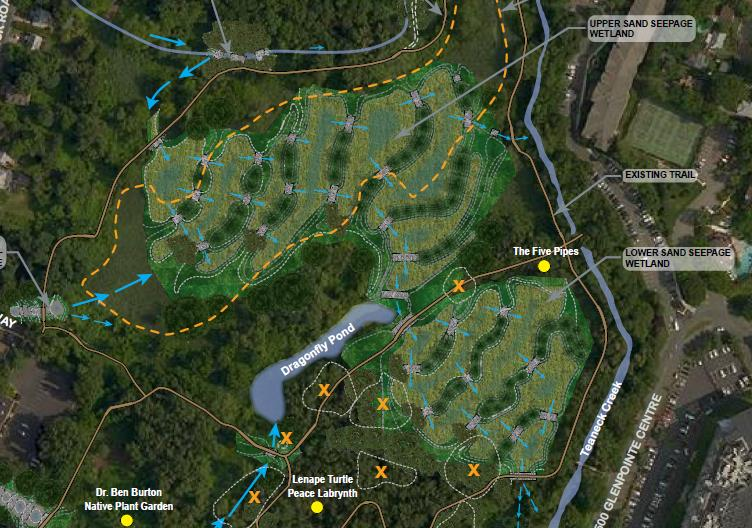 UPPER SAND SEEPAGE
WETLAND
EXISTING TRAIL
The Five Pipes
LOWER SAND SEEPAGE
WETLAND
Dragonfly Pond
X
X
X
X
X
X
X
Teaneck Creek
GLENPOINTE CENTRE
Lenape Turtle
Peace Labrynth
Dr. Ben Burton
Native Plant Garden